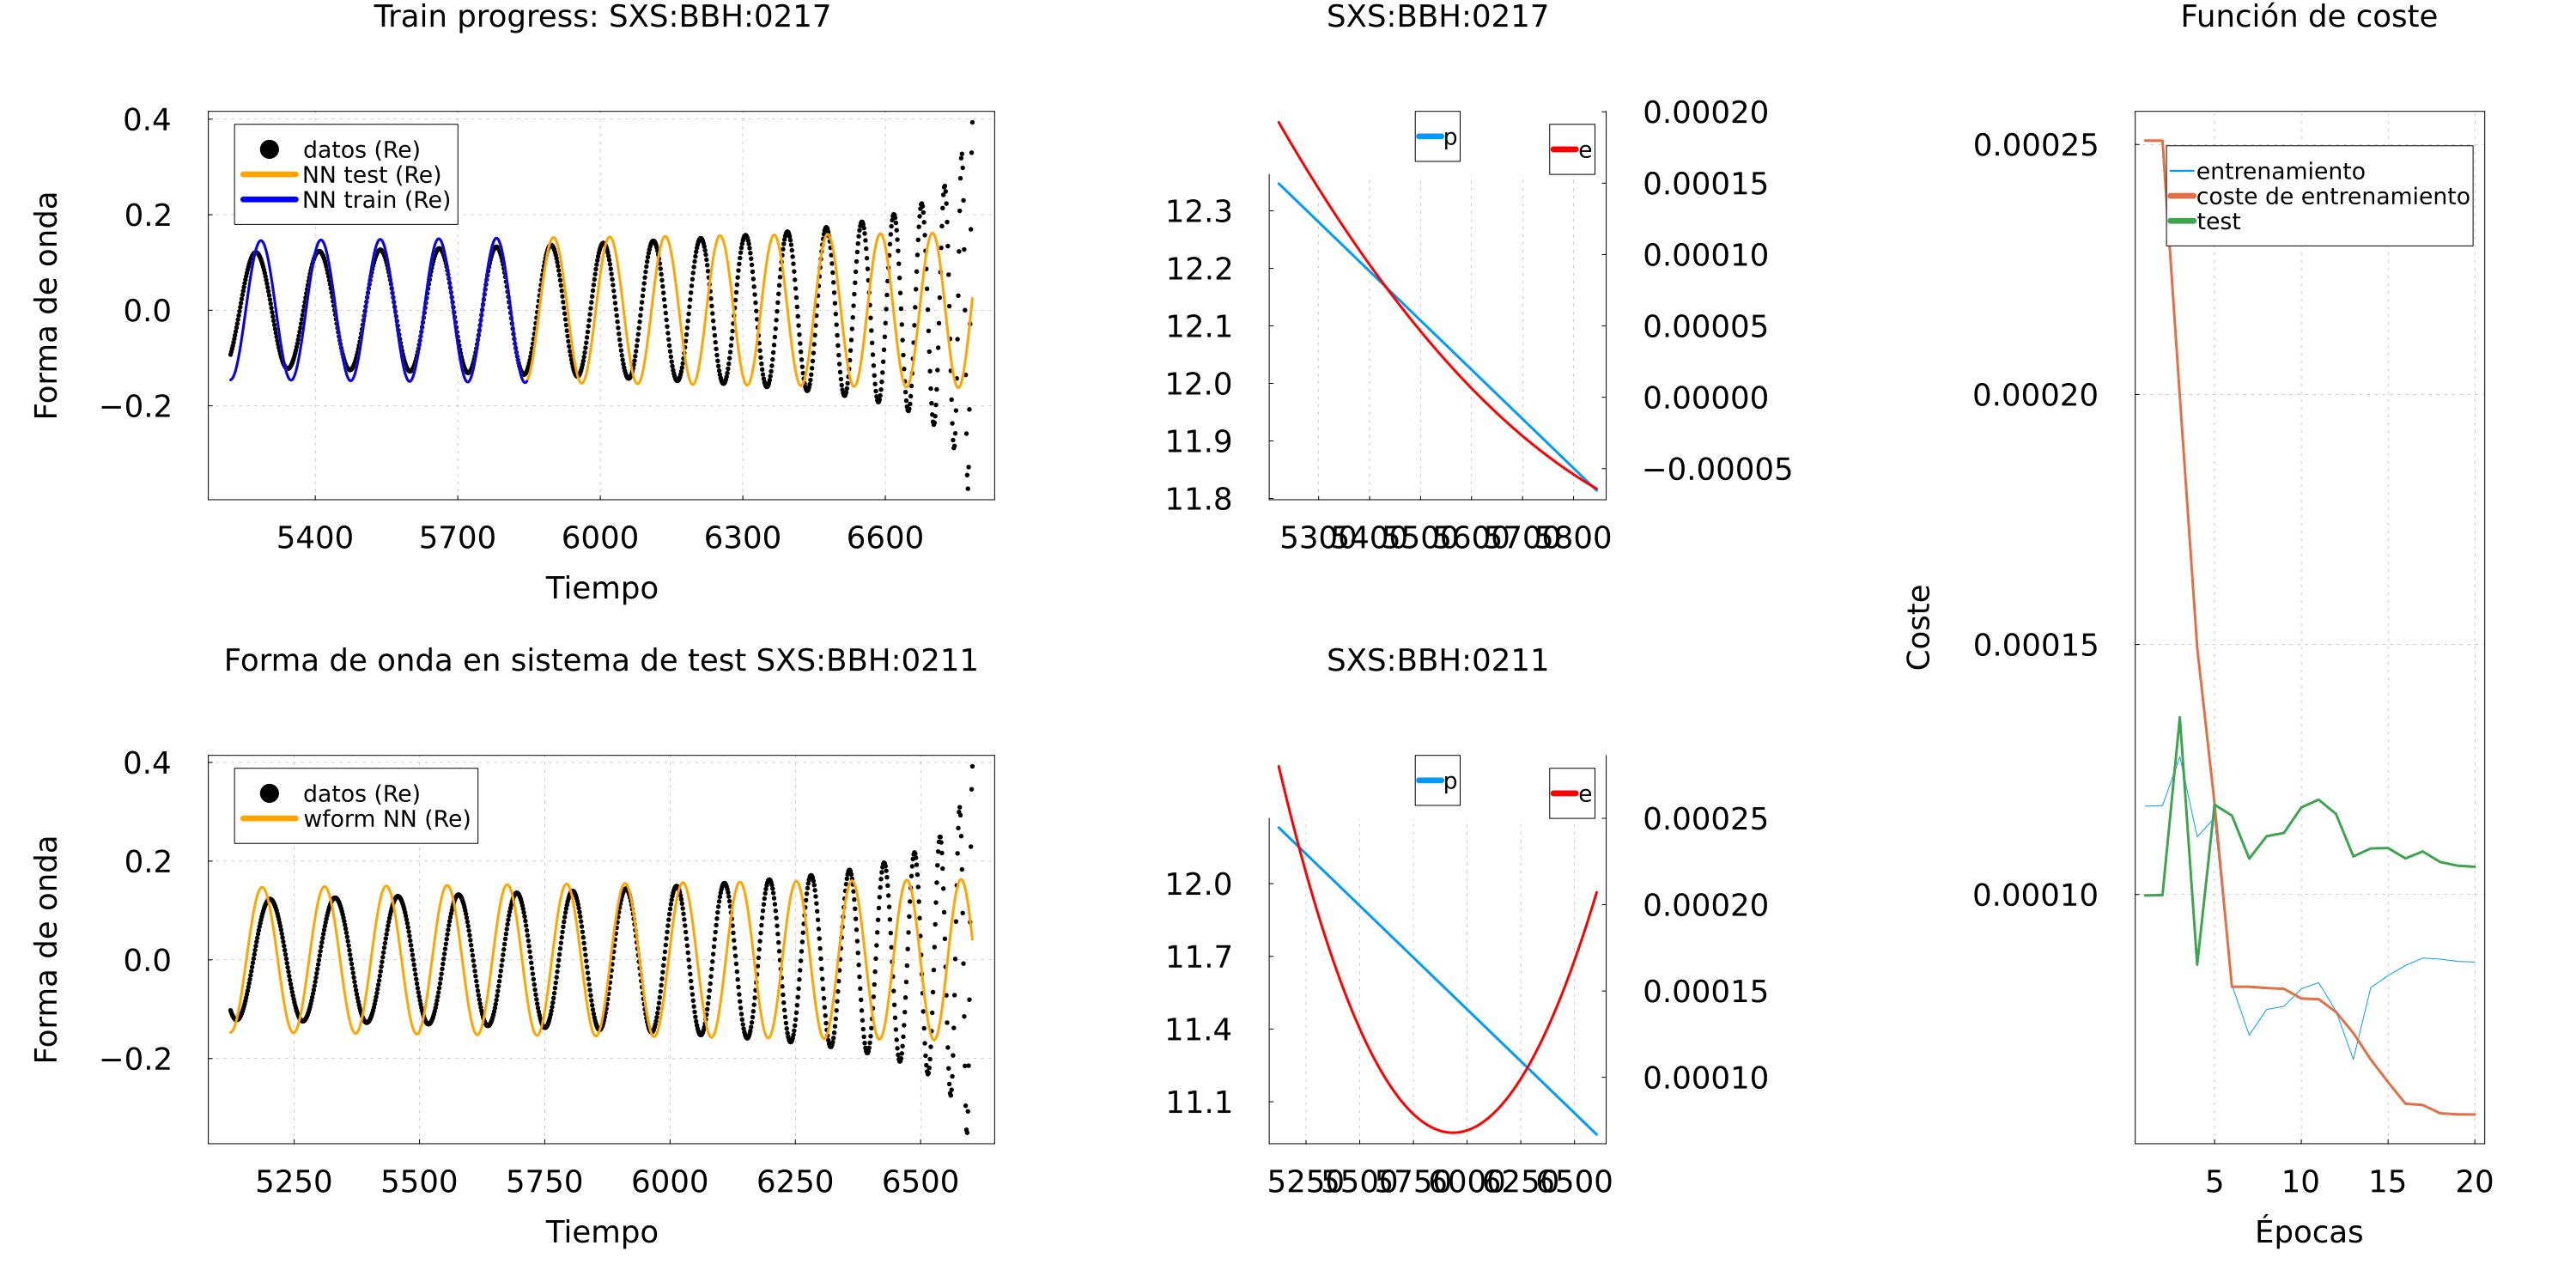 Train progress: SXS:BBH:0217
0.4
0.2
0.0
−0.2
Forma de onda
datos (Re)
NN test (Re)
NN train (Re)
5400 5700 6000 6300 6600
Tiempo
SXS:BBH:0217
12.3
12.2
12.1
12.0
11.9
11.8
p
e
0.00020
0.00015
0.00010
0.00005
0.00000
−0.00005
5300 5400 5500 5600 5700 5800
Forma de onda en sistema de test SXS:BBH:0211
0.4
0.2
0.0
−0.2
Forma de onda
datos (Re)
wform NN (Re)
5250 5500 5750 6000 6250 6500
Tiempo
SXS:BBH:0211
12.0
11.7
11.4
11.1
p
e
0.00025
0.00020
0.00015
0.00010
5250 5500 5750 6000 6250 6500
Función de coste
0.00025
0.00020
0.00015
0.00010
Coste
entrenamiento
coste de entrenamiento
test
5 10 15 20
Épocas